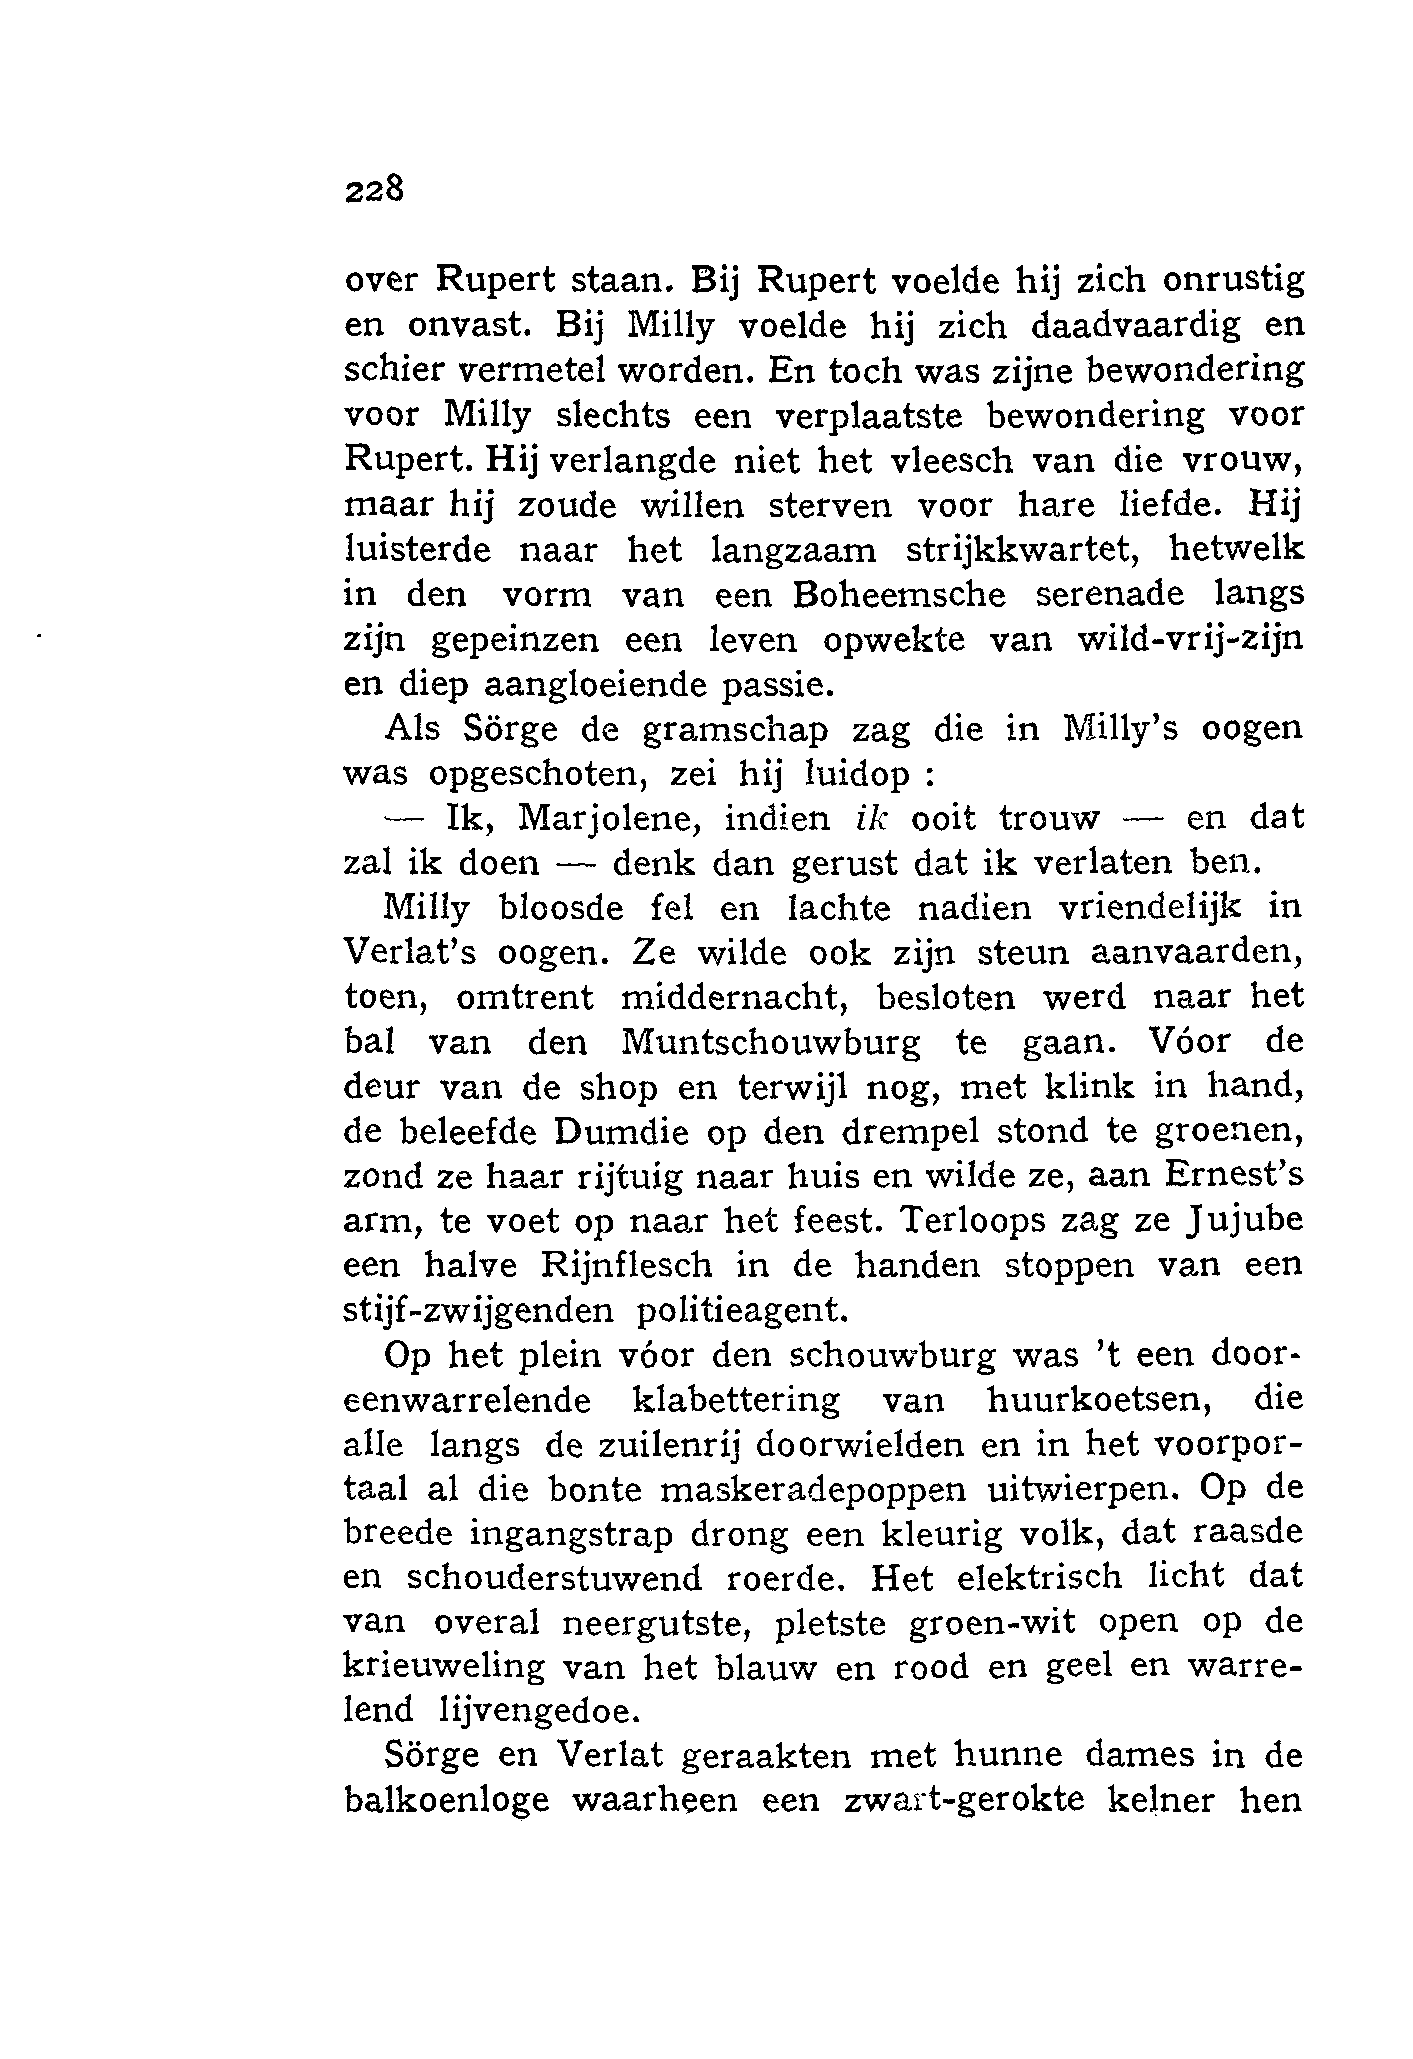 228
over Rupert staan. Bij Rupert voelde hij zich onrustig
en onvast. Bij Milly voelde hij zich daadvaardig en
schier vermetel worden. En toch was zijne bewondering
voor Milly slechts een verplaatste bewondering voor
Rupert. Hij verlangde niet het vleesch van die vrouw,
maar hij zoude willen sterven voor hare liefde. Hij
luisterde naar het langzaam strijkkwartet, hetwelk
in den vorm van een Boheemsche serenade langs
zijn gepeinzen een leven opwekte van wild-vrij-zijn
en diep aangloeiende passie.
Als Sörge de gramschap zag die in Milly's oogen
was opgeschoten, zei hij luidop :
— Ik, Marjolene, indien ik ooit trouw — en dat
zal ik doen — denk dan gerust dat ik verlaten ben.
Milly bloosde fel en lachte nadien vriendelijk in
Verlat's oogen. Ze wilde ook zijn steun aanvaarden,
toen, omtrent middernacht, besloten werd naar het
bal van den Muntschouwburg te gaan. Vóor de
deur van de shop en terwijl nog, met klink in hand,
de beleefde Dumdie op den drempel stond te groenen,
zond ze haar rijtuig naar huis en wilde ze, aan Ernest's
arm, te voet op naar het feest. Terloops zag ze Jujube
een halve Rijnflesch in de handen stoppen van een
stijf-zwijgenden politieagent.
Op het plein vóor den schouwburg was 't een door-
eenwarrelende klabettering van huurkoetsen, die
alle langs de zuilenrij doorwielden en in het voorpor-
taal al die bonte maskeradepoppen uitwierpen. Op de
breede ingangstrap drong een kleurig volk, dat raasde
en schouderstuwend roerde. Het elektrisch licht dat
van overal neergutste, pletste groen-wit open op de
krieuweling van het blauw en rood en geel en warre-
lend lijvengedoe.
Sörge en Verlat geraakten met hunne dames in de
balkoenloge waarheen een zwart-gerokte kelner hen